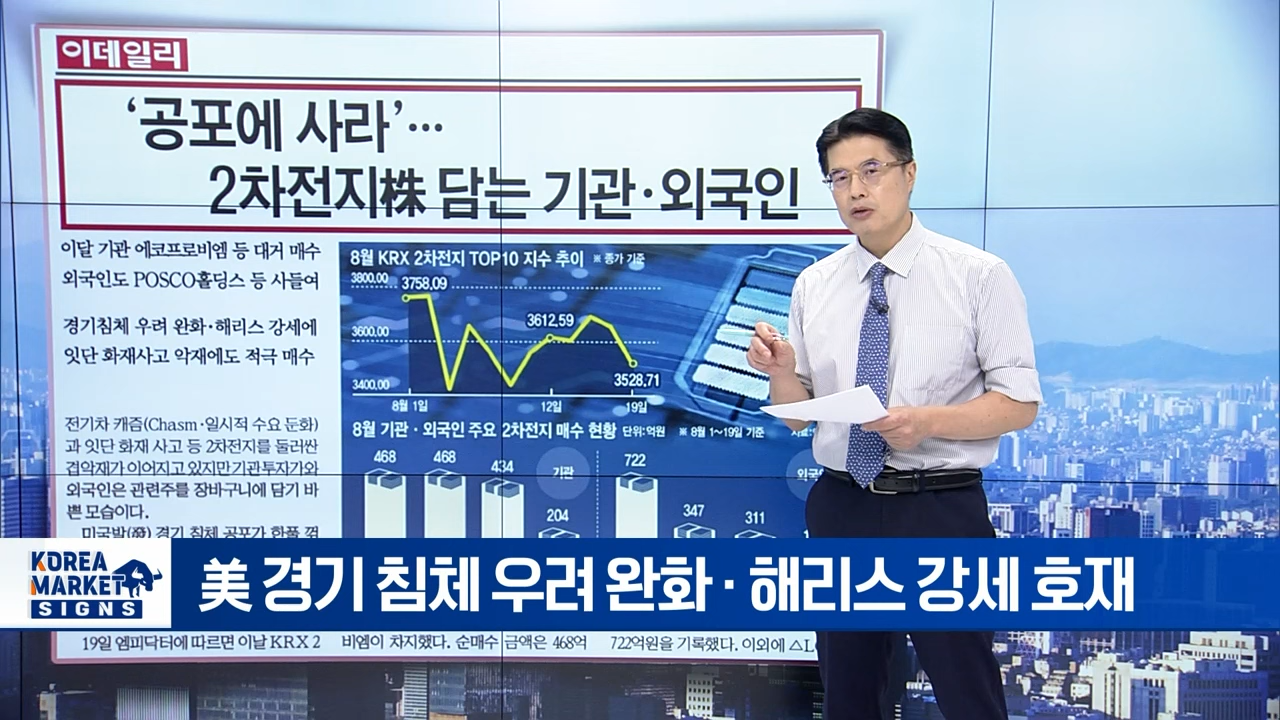 이데일리
‘공포에 사라’…
2차전지株 담는 기관·외국인
이달 기관 에코프로비엠 등 대거 매수
외국인도 POSCO홀딩스 등 사들여
경기침체 우려 완화·해리스 강세에
잇단 화재사고 악재에도 적극 매수
전기차 캐즘(Chasm·일시적 수요 둔화)
과 잇단 화재 사고 등 2차전지를 둘러싼
겹악재가 이어지고 있지만 기관투자가와
외국인은 관련주를 장바구니에 담기 바
쁜 모습이다.
미국발(發) 경기 침체 공포가 한풀 꺾
8월 KRX 2차전지 TOP10 지수 추이 ※ 종가 기준
3800.00
3758.09
3612.59
3600.00
3528.71
3400.00
8월 1일 12일 19일
8월 기관·외국인 주요 2차전지 매수 현황 단위:억원 ※ 8월 1~19일 기준
468 468 434 기관 722
204 347 311
KOREA
MARKET
SIGNS
美 경기 침체 우려 완화· 해리스 강세 호재
19일 엠피닥터에 따르면 이날 KRX 2
비엠이 차지했다. 순매수 금액은 468억
722억원을 기록했다. 이외에 △L